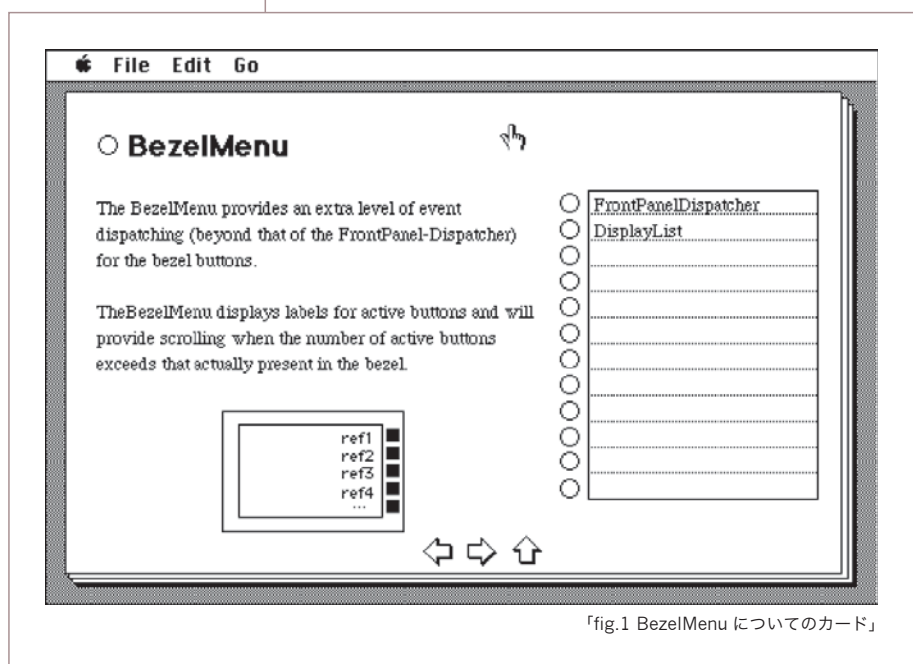 File Edit Go
BezelMenu
The BezelMenu provides an extra level of event
dispatching (beyond that of the FrontPanel-Dispatcher)
for the bezel buttons.
TheBezelMenu displays labels for active buttons and will
provide scrolling when the number of active buttons
exceeds that actually present in the bezel.
ref1
ref2
ref3
ref4
...
FrontPanelDispatcher
DisplayList
「fig.1 BezelMenu についてのカード」